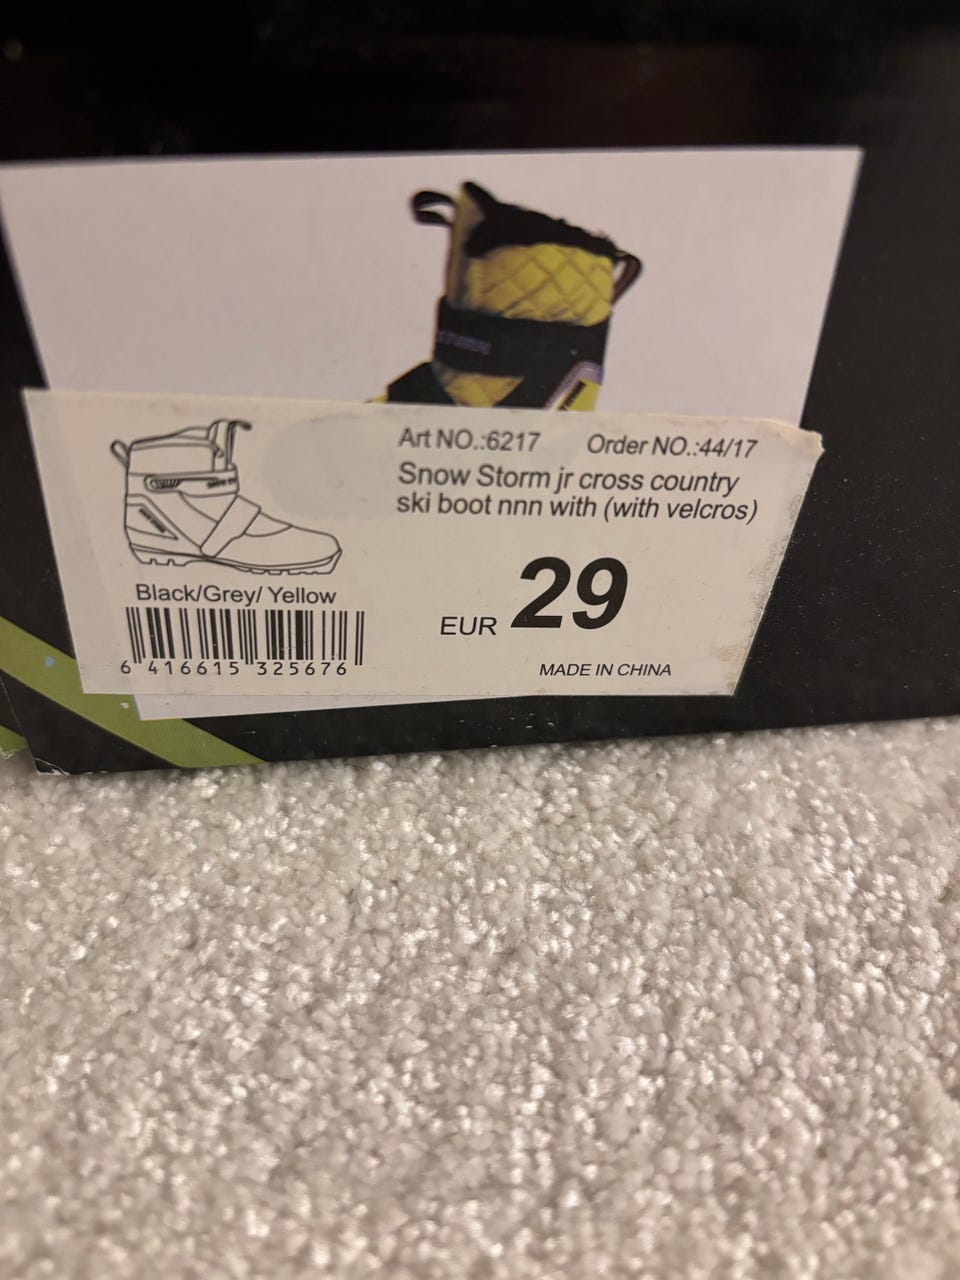 Art NO.:6217 Order NO.:44/17
Snow Storm jr cross country
ski boot nnn with (with velcros)
Black/Grey/ Yellow
EUR 29
6 416615 325676
MADE IN CHINA